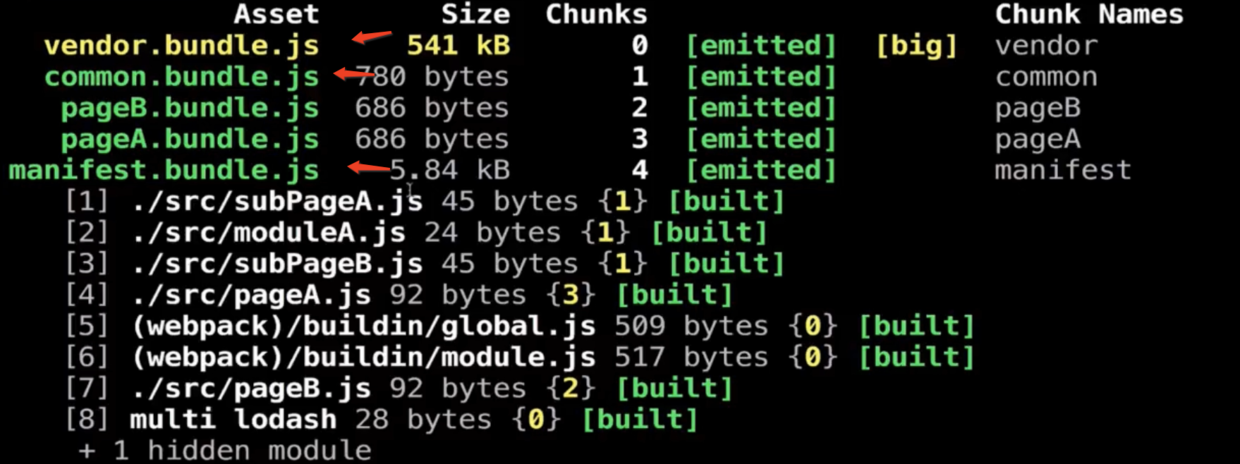 Asset Size Chunks Chunk Names
vendor.bundle.js 541 kB 0 [emitted] [big] vendor
common.bundle.js 780 bytes 1 [emitted] common
pageB.bundle.js 686 bytes 2 [emitted] pageB
pageA.bundle.js 686 bytes 3 [emitted] pageA
manifest.bundle.js 5.84 kB 4 [emitted] manifest
[1] ./src/subPageA.js 45 bytes {1} [built]
[2] ./src/moduleA.js 24 bytes {1} [built]
[3] ./src/subPageB.js 45 bytes {1} [built]
[4] ./src/pageA.js 92 bytes {3} [built]
[5] (webpack)/buildin/global.js 509 bytes {0} [built]
[6] (webpack)/buildin/module.js 517 bytes {0} [built]
[7] ./src/pageB.js 92 bytes {2} [built]
[8] multi lodash 28 bytes {0} [built]
+ 1 hidden module